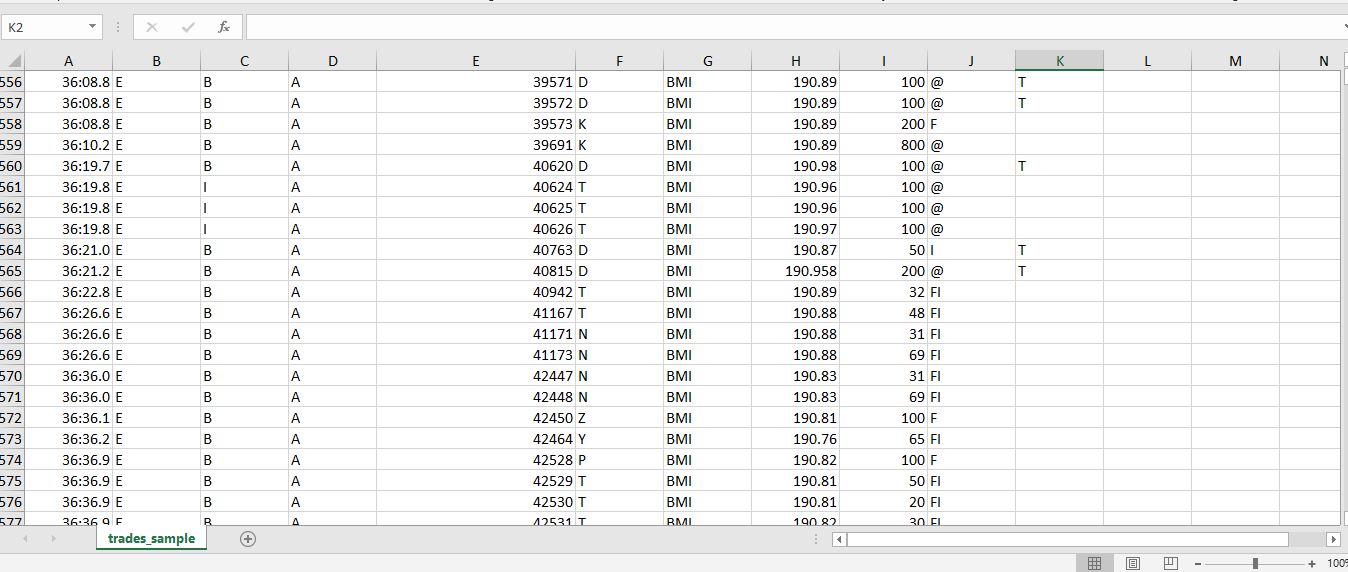 K2 fx
A B C D E F G H I J K L M N
556 36:08.8 E B A 39571 D BMI 190.89 100 @ T
557 36:08.8 E B A 39572 D BMI 190.89 100 @ T
558 36:08.8 E B A 39573 K BMI 190.89 200 F
559 36:10.2 E B A 39691 K BMI 190.89 800 @
560 36:19.7 E B A 40620 D BMI 190.98 100 @ T
561 36:19.8 E I A 40624 T BMI 190.96 100 @
562 36:19.8 E I A 40625 T BMI 190.96 100 @
563 36:19.8 E I A 40626 T BMI 190.97 100 @
564 36:21.0 E B A 40763 D BMI 190.87 50 I T
565 36:21.2 E B A 40815 D BMI 190.958 200 @ T
566 36:22.8 E B A 40942 T BMI 190.89 32 FI
567 36:26.6 E B A 41167 T BMI 190.88 48 FI
568 36:26.6 E B A 41171 N BMI 190.88 31 FI
569 36:26.6 E B A 41173 N BMI 190.88 69 FI
570 36:36.0 E B A 42447 N BMI 190.83 31 FI
571 36:36.0 E B A 42448 N BMI 190.83 69 FI
572 36:36.1 E B A 42450 Z BMI 190.81 100 F
573 36:36.2 E B A 42464 Y BMI 190.76 65 FI
574 36:36.9 E B A 42528 P BMI 190.82 100 F
575 36:36.9 E B A 42529 T BMI 190.81 50 FI
576 36:36.9 E B A 42530 T BMI 190.81 20 FI
577 36:36.9 E B A 42531 T BMI 190.82 30 FI
trades_sample
100%